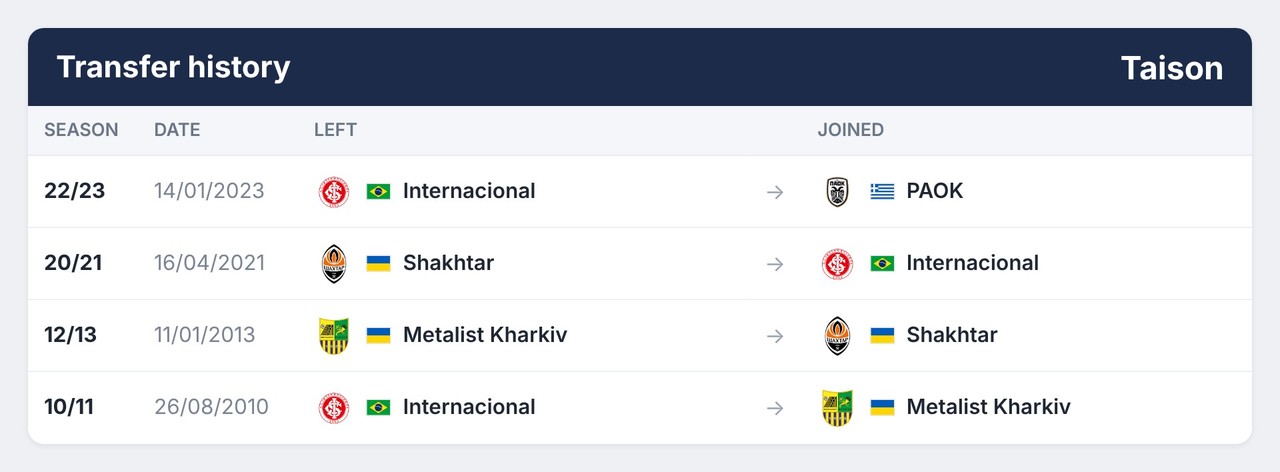 Transfer history Taison
SEASON DATE LEFT JOINED
22/23 14/01/2023 Internacional → PAOK
20/21 16/04/2021 Shakhtar → Internacional
12/13 11/01/2013 Metalist Kharkiv → Shakhtar
10/11 26/08/2010 Internacional → Metalist Kharkiv